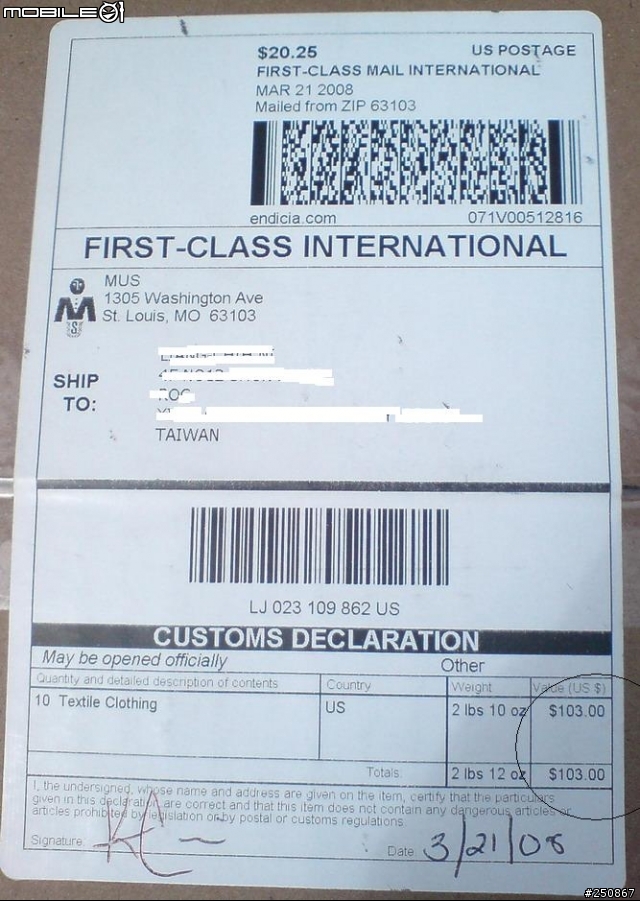 MOBILE01
$20.25 US POSTAGE
FIRST-CLASS MAIL INTERNATIONAL
MAR 21 2008
Mailed from ZIP 63103
endicia.com 071V00512816
FIRST-CLASS INTERNATIONAL
MUS
1305 Washington Ave
St. Louis, MO 63103
M
S
SHIP
TO:
ROC
TAIWAN
LJ 023 109 862 US
CUSTOMS DECLARATION
May be opened officially Other
Quantity and detailed description of contents Country Weight Value (US $)
10 Textile Clothing US 2 lbs 10 oz $103.00
Totals: 2 lbs 12 oz $103.00
I, the undersigned, whose name and address are given on the item, certify that the particulars
given in this declaration are correct and that this item does not contain any dangerous articles or
articles prohibited by legislation or by postal or customs regulations
Signature: Date: 3/21/08
#250867